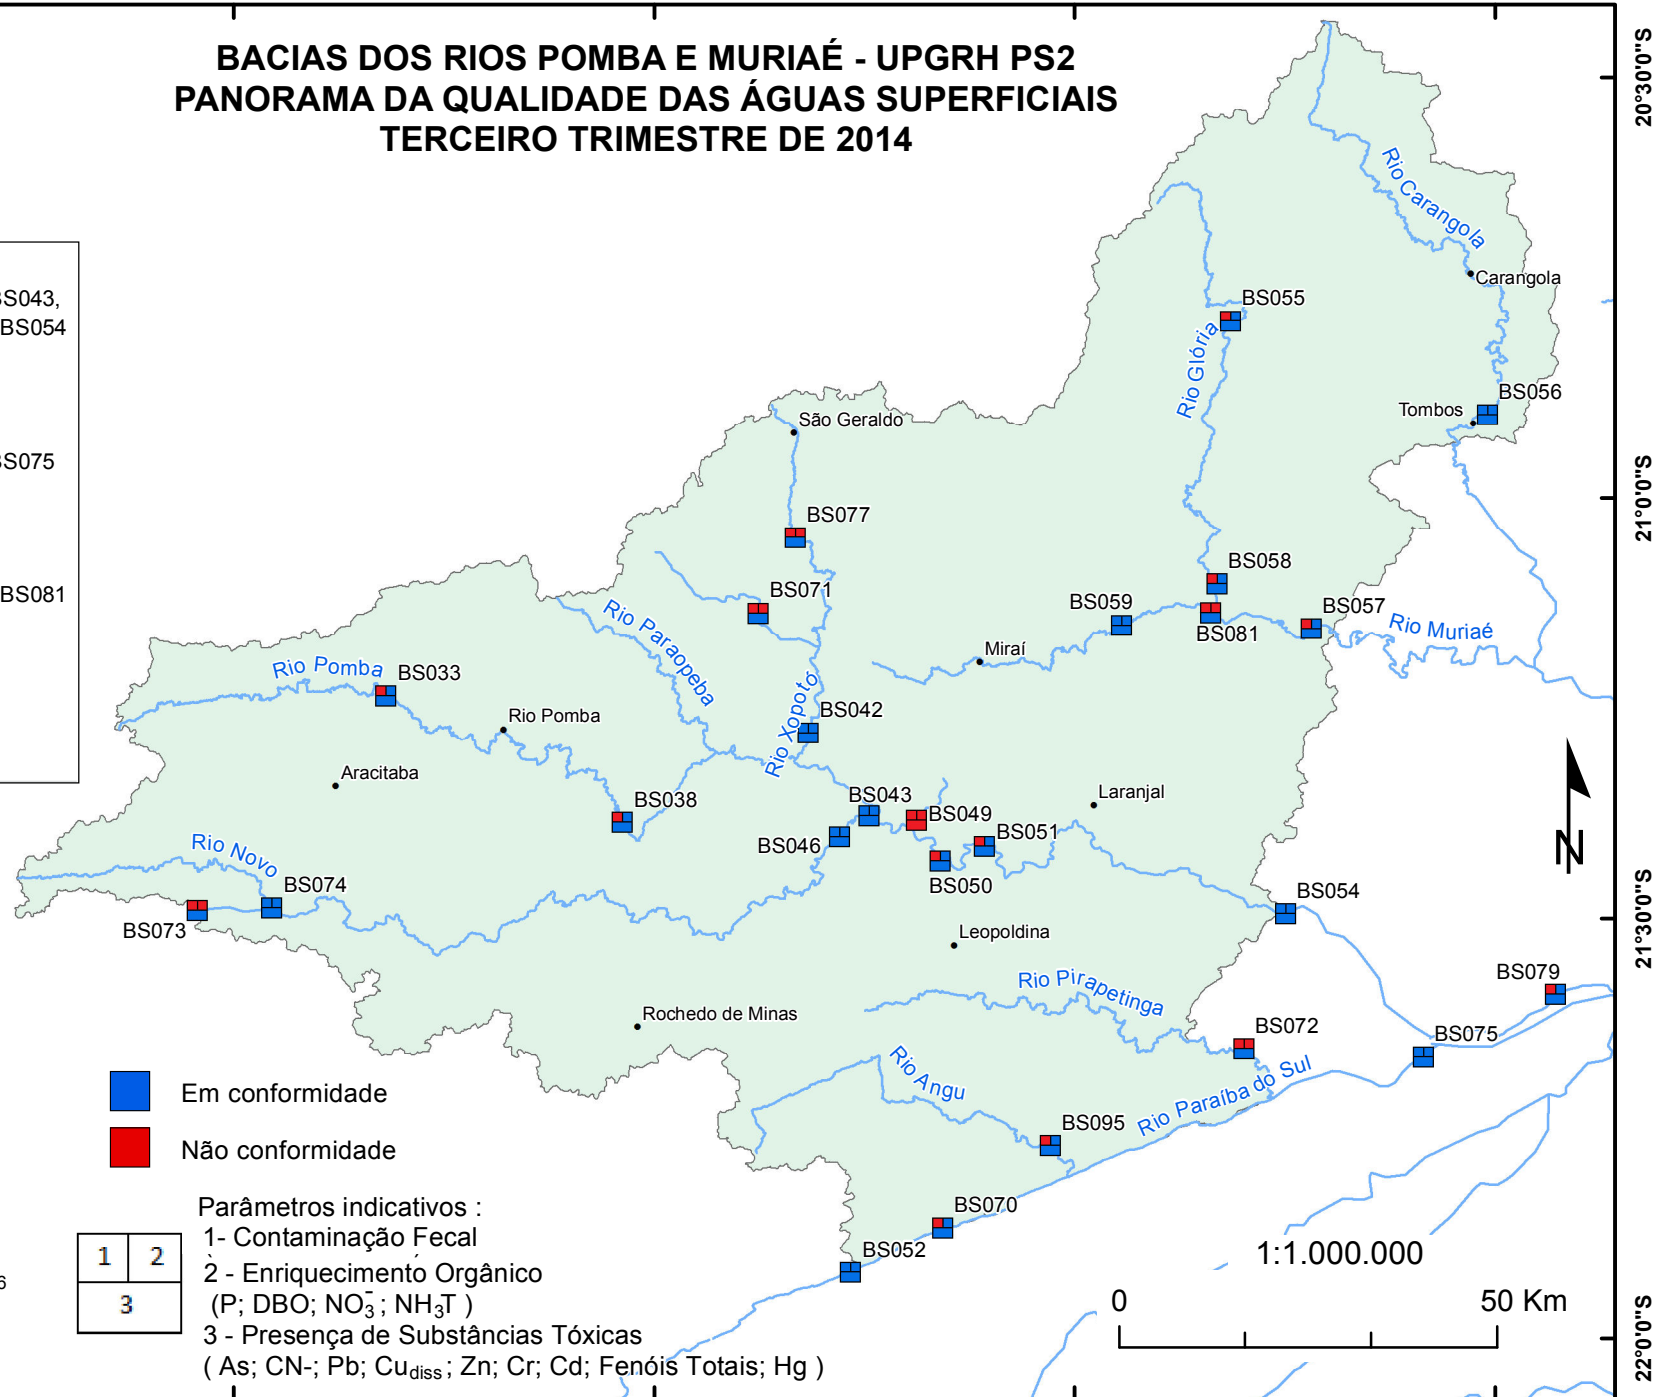 BACIAS DOS RIOS POMBA E MURIAÉ - UPGRH PS2
PANORAMA DA QUALIDADE DAS ÁGUAS SUPERFICIAIS
TERCEIRO TRIMESTRE DE 2014
20°30'0"S
Rio Carangola
Carangola
BS043,
BS054
BS055
Rio Glória
BS056
Tombos
São Geraldo
BS075
21°0'0"S
BS077
BS058
BS071
BS081
BS059
BS057
Rio Paraopeba
BS081
Rio Muriaé
Miraí
Rio Pomba
BS033
Rio Xopotó
BS042
Rio Pomba
Aracitaba
BS038
BS043
Laranjal
BS049
BS051
BS046
N
Rio Novo
BS074
BS050
BS054
21°30'0"S
BS073
Leopoldina
BS079
Rio Pirapetinga
Rochedo de Minas
BS072
BS075
Rio Angu
Rio Paraíba do Sul
Em conformidade
BS095
Não conformidade
BS070
Parâmetros indicativos :
1- Contaminação Fecal
1 2
3
2 - Enriquecimento Orgânico
(P; DBO; NO3-; NH3T )
3 - Presença de Substâncias Tóxicas
( As; CN-; Pb; Cudiss; Zn; Cr; Cd; Fenóis Totais; Hg )
BS052
6
1:1.000.000
0 50 Km
22°0'0"S